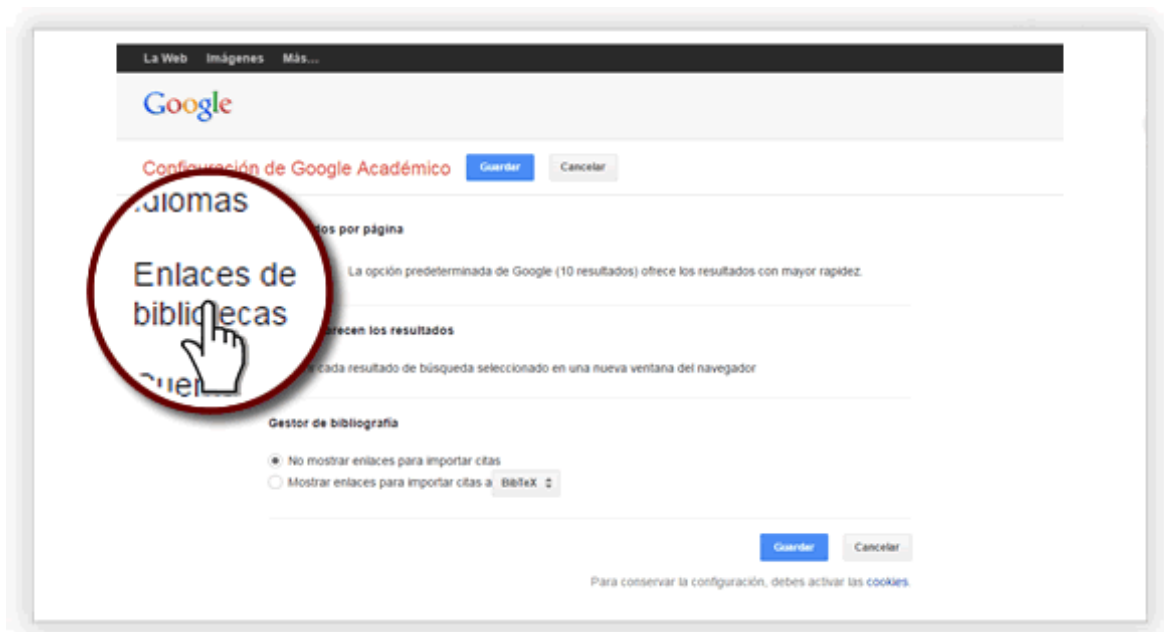 La Web Imágenes Más...
Google
Configuración de Google Académico Guardar Cancelar
Idiomas
por página
Enlaces de
bibliotecas
La opción predeterminada de Google (10 resultados) ofrece los resultados con mayor rapidez.
los resultados
cada resultado de búsqueda seleccionado en una nueva ventana del navegador
Gestor de bibliografía
No mostrar enlaces para importar citas
Mostrar enlaces para importar citas a BibTeX
Guardar Cancelar
Para conservar la configuración, debes activar las cookies.